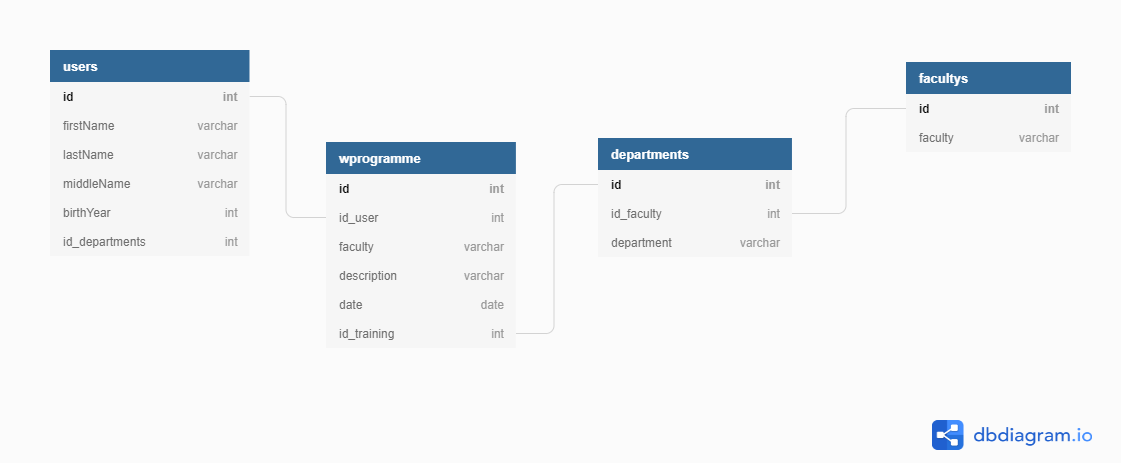 users
id int
firstName varchar
lastName varchar
middleName varchar
birthYear int
id_departments int
wprogramme
id int
id_user int
faculty varchar
description varchar
date date
id_training int
departments
id int
id_faculty int
department varchar
facultys
id int
faculty varchar
dbdiagram.io